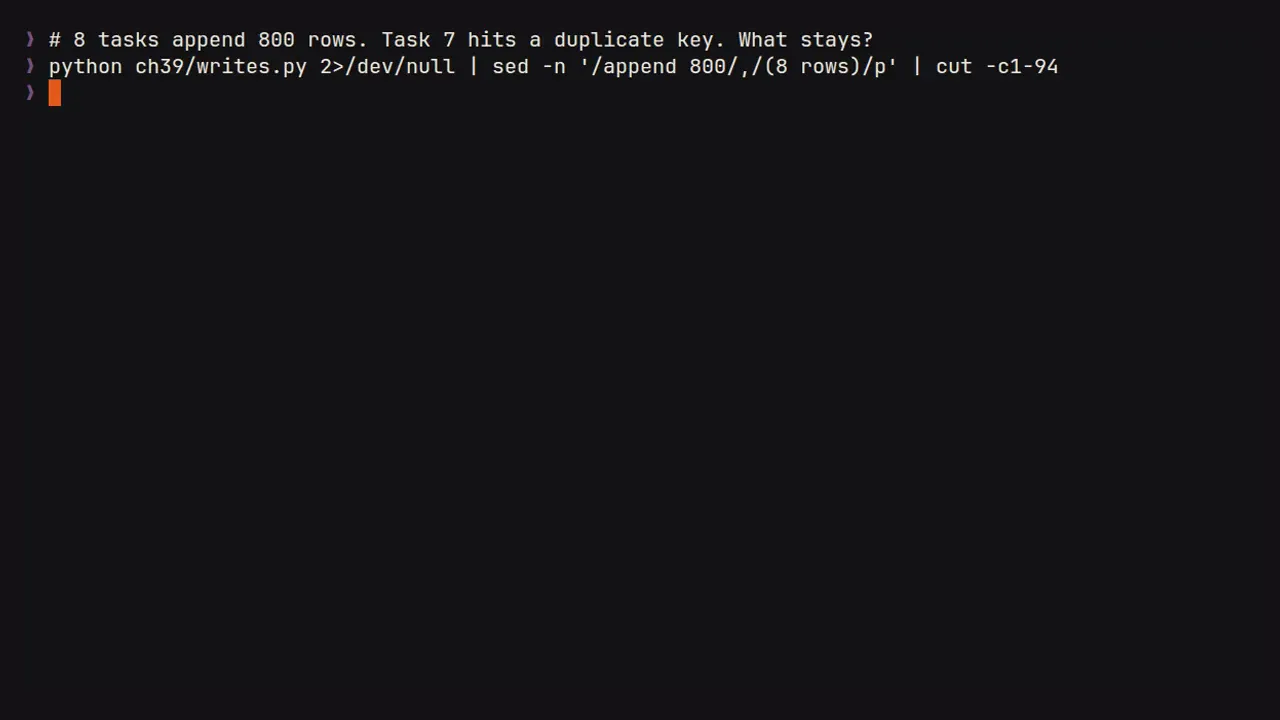 ❯ # 8 tasks append 800 rows. Task 7 hits a duplicate key. What stays?
❯ python ch39/writes.py 2>/dev/null | sed -n '/append 800/,/(8 rows)/p' | cut -c1-94
❯